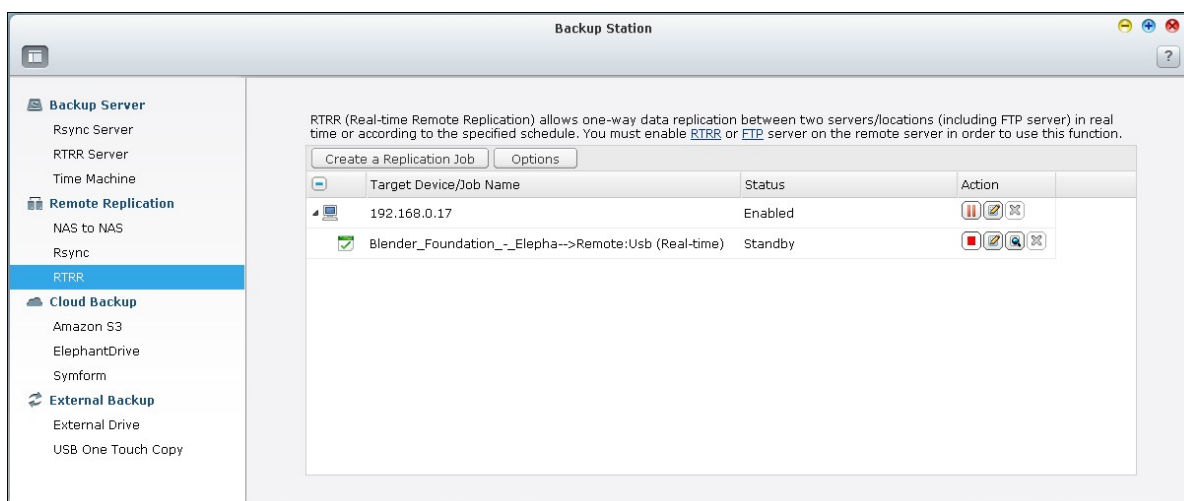 Backup Station
?
Backup Server
Rsync Server
RTRR Server
Time Machine
Remote Replication
NAS to NAS
Rsync
RTRR
Cloud Backup
Amazon S3
ElephantDrive
Symform
External Backup
External Drive
USB One Touch Copy
RTRR (Real-time Remote Replication) allows one-way data replication between two servers/locations (including FTP server) in real
time or according to the specified schedule. You must enable RTRR or FTP server on the remote server in order to use this function.
Create a Replication Job Options
Target Device/Job Name Status Action
192.168.0.17 Enabled
Blender_Foundation_-_Elepha-->Remote:Usb (Real-time) Standby